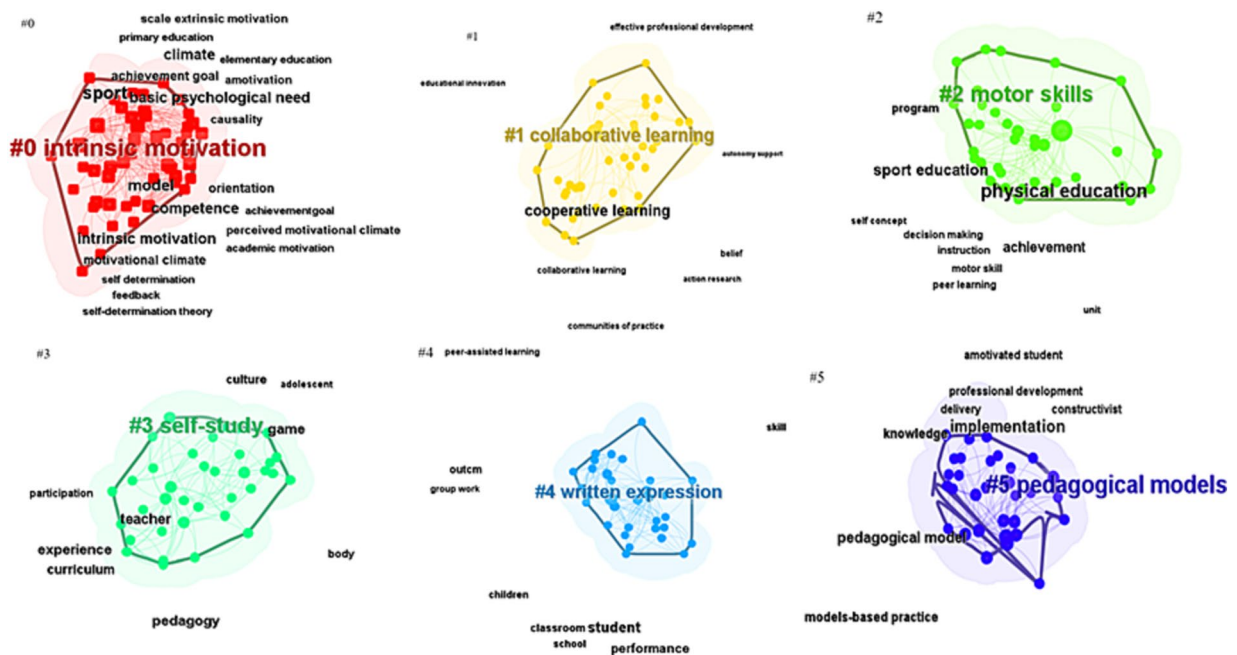 #0
scale extrinsic motivation
primary education
climate
elementary education
achievement goal
amotivation
sport
basic psychological need
causality
#0 intrinsic motivation
model
orientation
competence
achievementgoal
intrinsic motivation
perceived motivational climate
academic motivation
motivational climate
self determination
feedback
self-determination theory
#1
effective professional development
educational innovation
#1 collaborative learning
autonomy support
cooperative learning
belief
collaborative learning
action research
communities of practice
#2
#2 motor skills
program
sport education
physical education
self concept
decision making
achievement
instruction
motor skill
peer learning
unit
#3
culture
adolescent
#3 self-study
game
participation
teacher
experience
body
curriculum
pedagogy
#4
peer-assisted learning
skill
outcm
group work
#4 written expression
children
classroom
student
school
performance
#5
amotivated student
professional development
delivery
constructivist
knowledge
implementation
#5 pedagogical models
pedagogical model
models-based practice